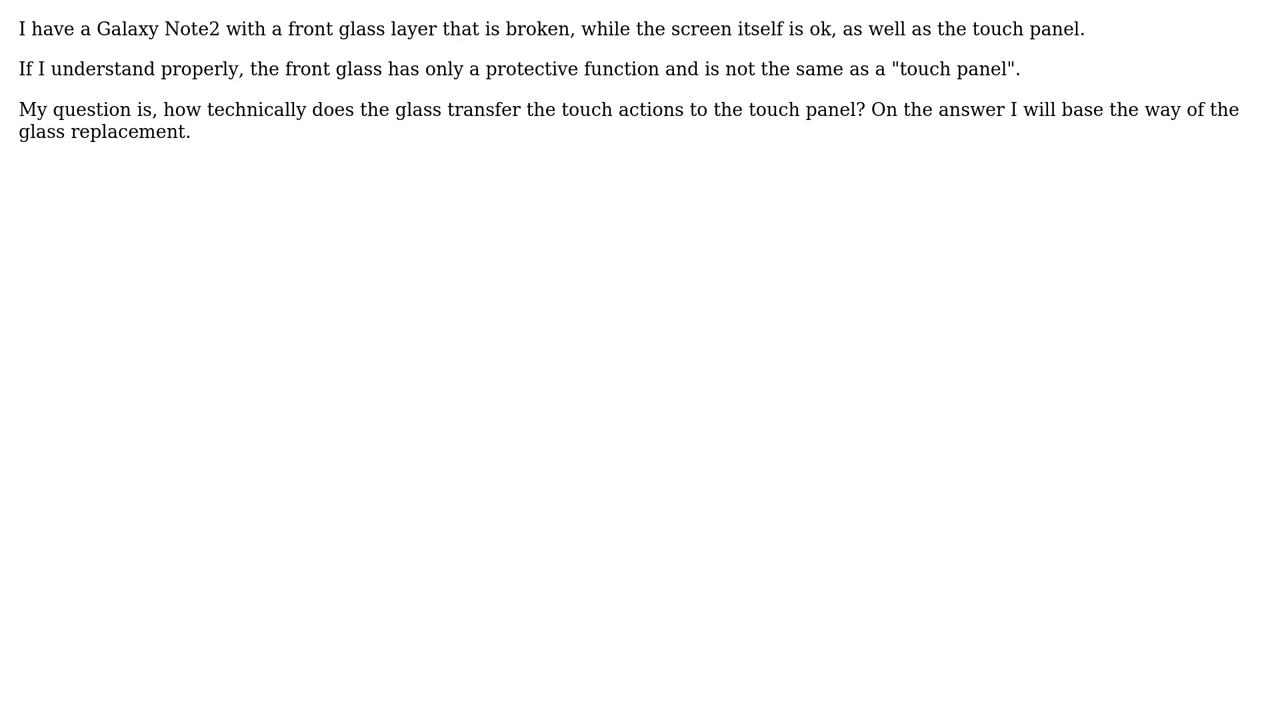 I have a Galaxy Note2 with a front glass layer that is broken, while the screen itself is ok, as well as the touch panel.
If I understand properly, the front glass has only a protective function and is not the same as a "touch panel".
My question is, how technically does the glass transfer the touch actions to the touch panel? On the answer I will base the way of the
glass replacement.